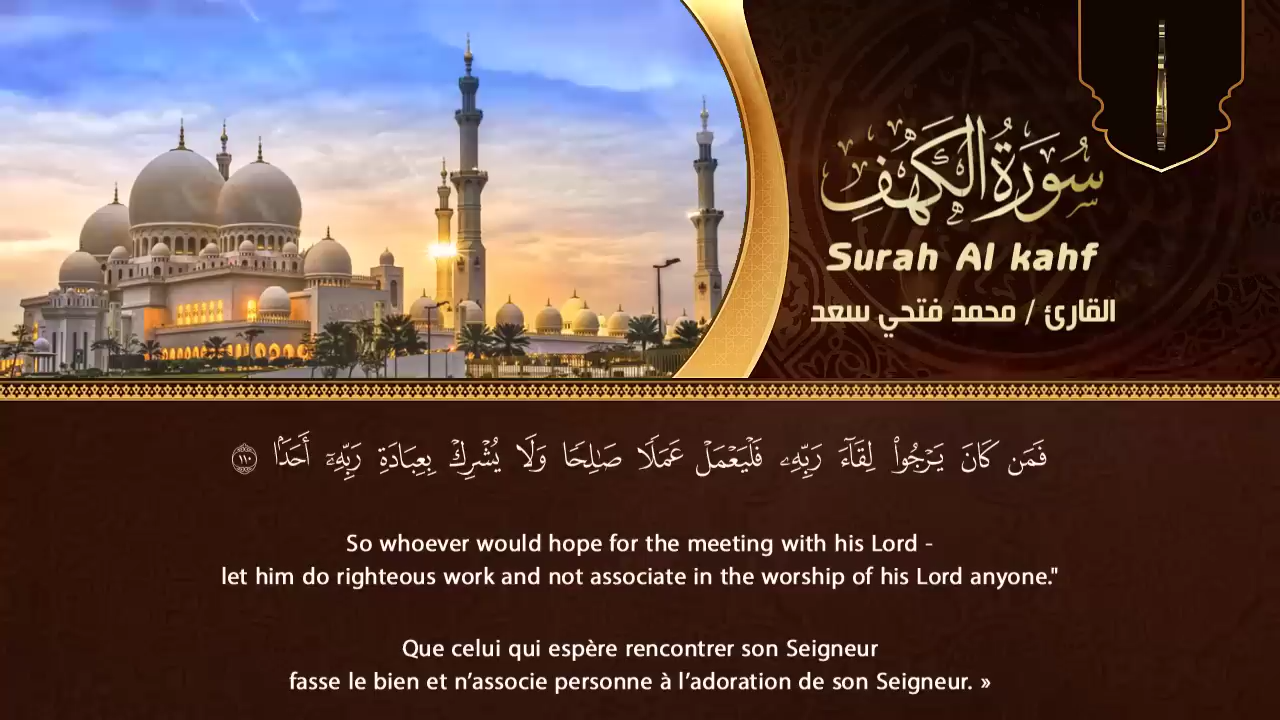 سُورَةُ الكَهْفِ
Surah Al kahf
القارئ / محمد فتحي سعد
فَمَن كَانَ يَرْجُوا۟ لِقَآءَ رَبِّهِۦ فَلْيَعْمَلْ عَمَلًا صَـٰلِحًا وَلَا يُشْرِكْ بِعِبَادَةِ رَبِّهِۦٓ أَحَدًۢا ١١٠
So whoever would hope for the meeting with his Lord -
let him do righteous work and not associate in the worship of his Lord anyone."
Que celui qui espère rencontrer son Seigneur
fasse le bien et n’associe personne à l’adoration de son Seigneur. »